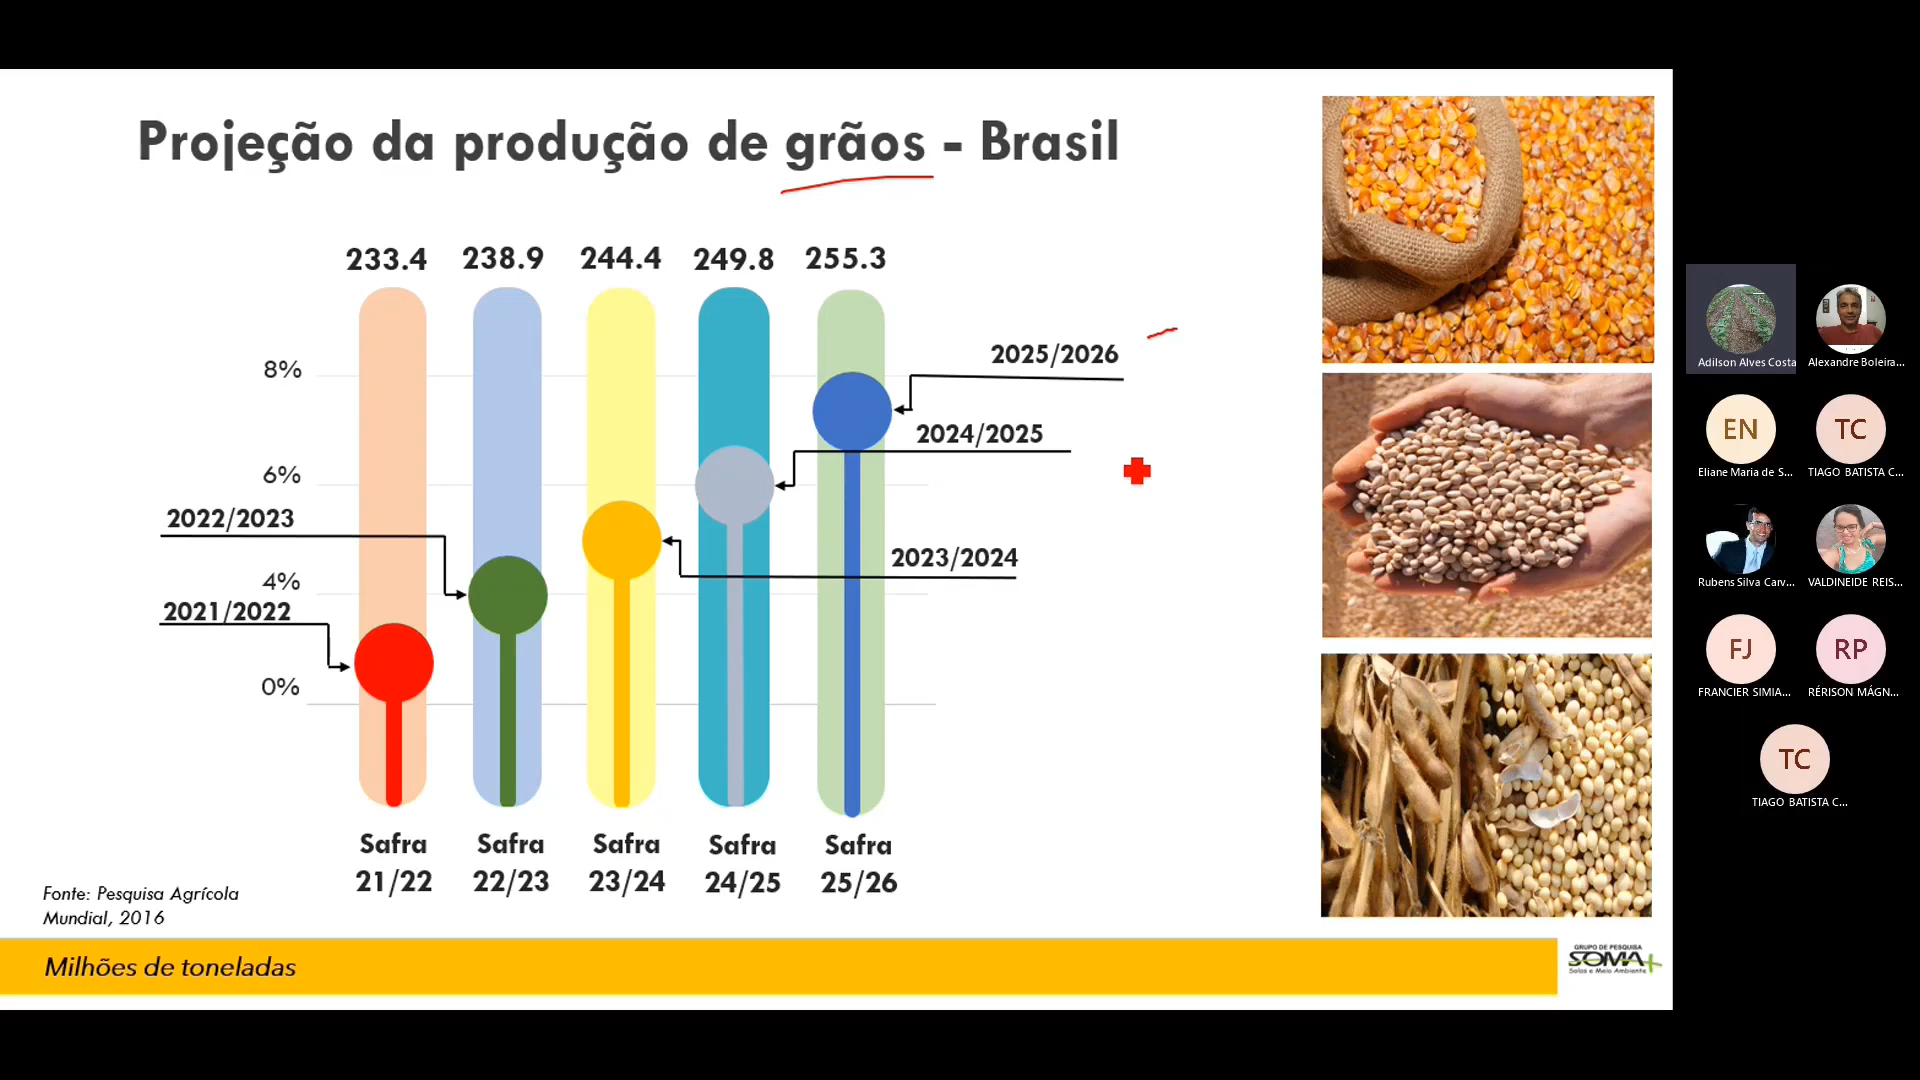 Projeção da produção de grãos - Brasil
233.4 238.9 244.4 249.8 255.3
8%
6%
4%
0%
2025/2026
2024/2025
2022/2023
2023/2024
2021/2022
Safra 21/22
Safra 22/23
Safra 23/24
Safra 24/25
Safra 25/26
Fonte: Pesquisa Agrícola
Mundial, 2016
Milhões de toneladas
GRUPO DE PESQUISA
SOMA+
Solos e Meio Ambiente
Adilson Alves Costa
Alexandre Boleira...
EN
Eliane Maria de S...
TC
TIAGO BATISTA C...
Rubens Silva Carv...
VALDINEIDE REIS...
FJ
FRANCIER SIMIA...
RP
RÉRISON MÁGN...
TC
TIAGO BATISTA C...